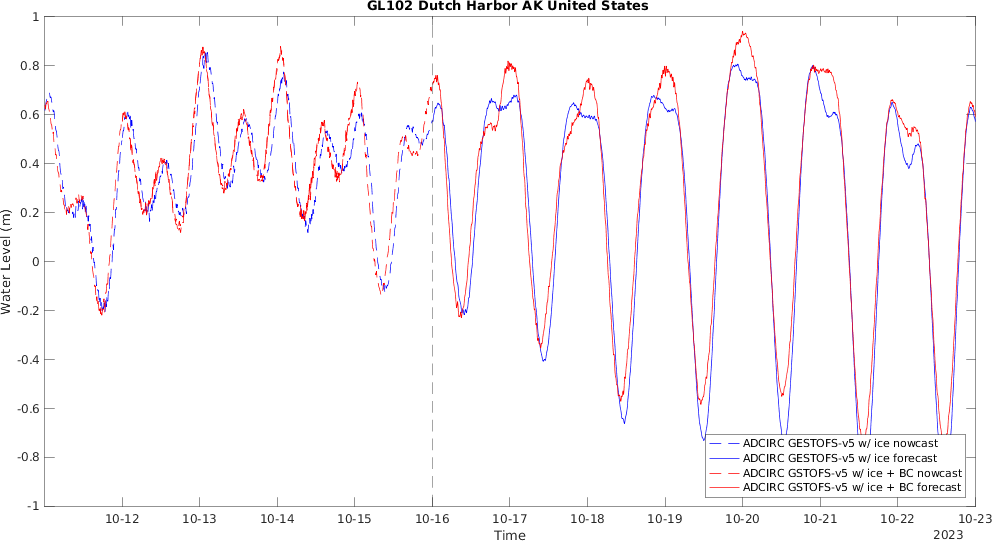 GL102 Dutch Harbor AK United States
1
0.8
0.6
0.4
0.2
0
-0.2
-0.4
-0.6
-0.8
-1
Water Level (m)
ADCIRC GESTOFS-v5 w/ ice nowcast
ADCIRC GESTOFS-v5 w/ ice forecast
ADCIRC GSTOFS-v5 w/ ice + BC nowcast
ADCIRC GSTOFS-v5 w/ ice + BC forecast
10-12 10-13 10-14 10-15 10-16 10-17 10-18 10-19 10-20 10-21 10-22 10-23
Time
2023